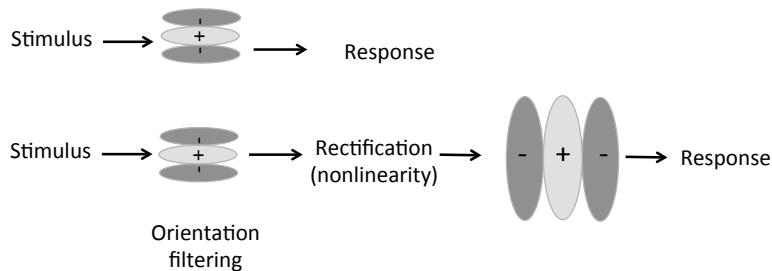 Stimulus
-
+
-
Response
Stimulus
-
+
-
Rectification
(nonlinearity)
- + -
Response
Orientation
filtering